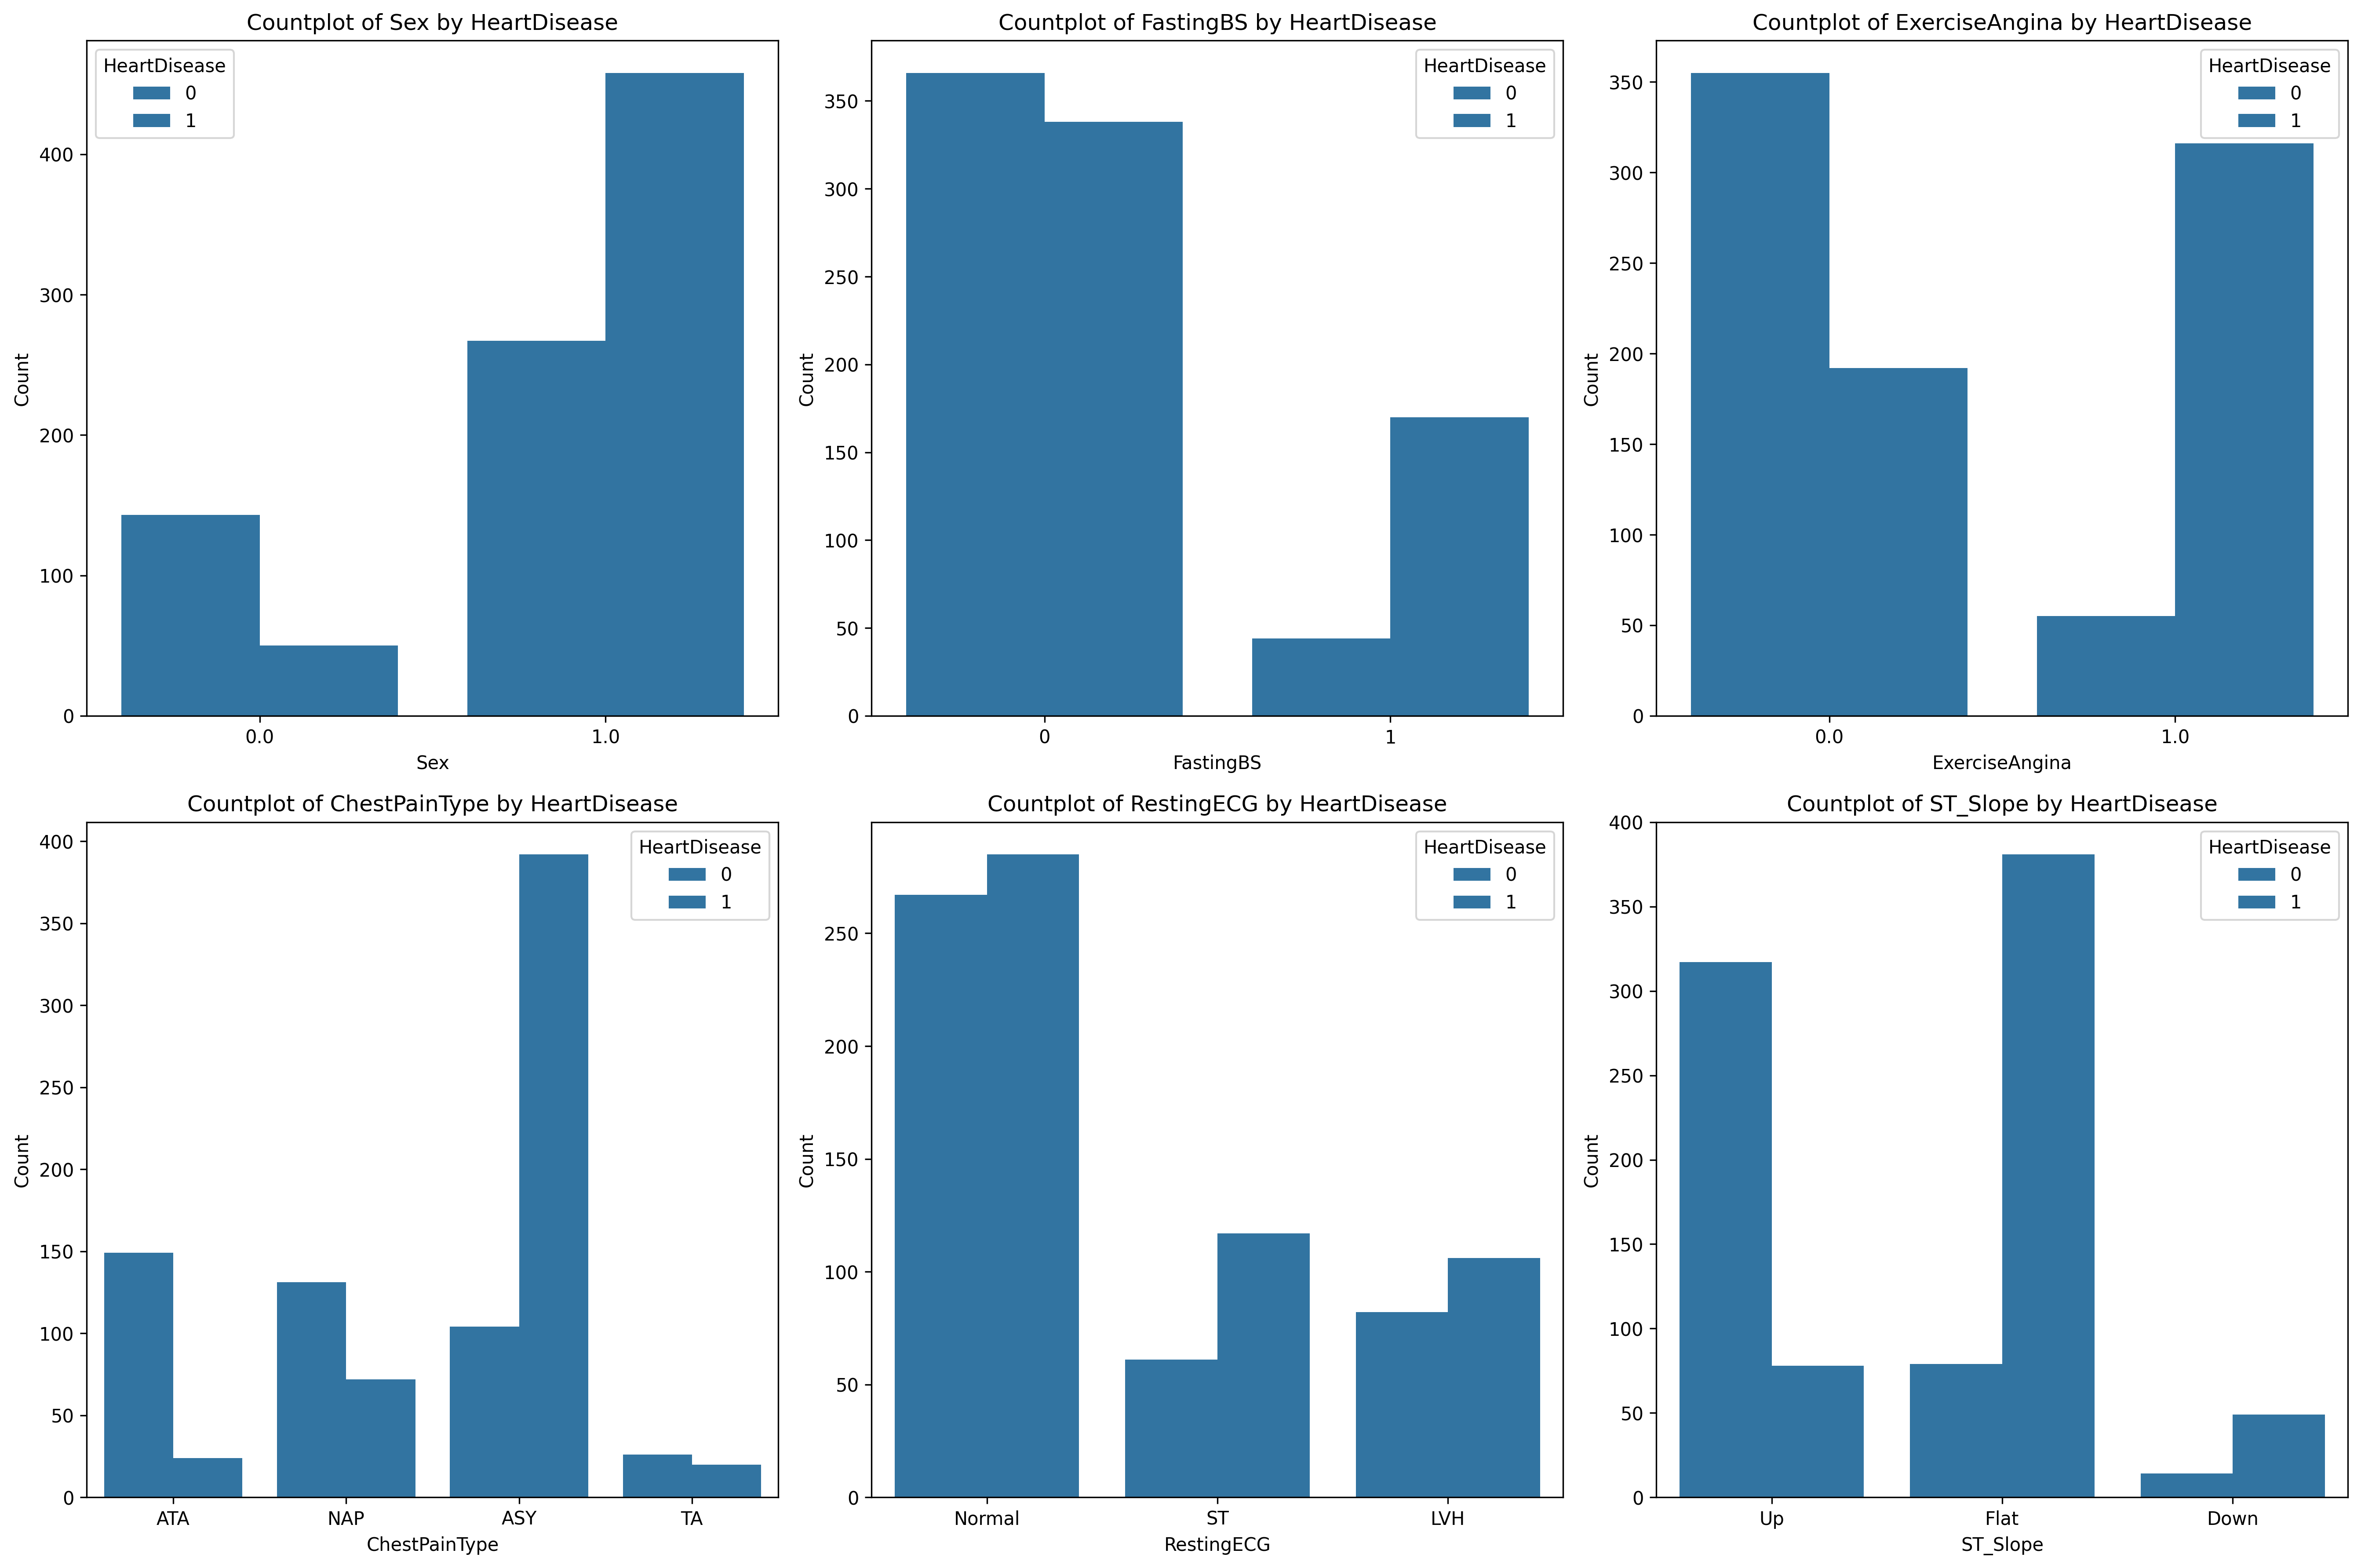 Countplot of Sex by HeartDisease
HeartDisease
0
1
400
300
200
100
0
Count
0.0
1.0
Sex
Countplot of FastingBS by HeartDisease
HeartDisease
0
1
350
300
250
200
150
100
50
0
Count
0
1
FastingBS
Countplot of ExerciseAngina by HeartDisease
HeartDisease
0
1
350
300
250
200
150
100
50
0
Count
0.0
1.0
ExerciseAngina
Countplot of ChestPainType by HeartDisease
HeartDisease
0
1
400
350
300
250
200
150
100
50
0
Count
ATA
NAP
ASY
TA
ChestPainType
Countplot of RestingECG by HeartDisease
HeartDisease
0
1
250
200
150
100
50
0
Count
Normal
ST
LVH
RestingECG
Countplot of ST_Slope by HeartDisease
HeartDisease
0
1
400
350
300
250
200
150
100
50
0
Count
Up
Flat
Down
ST_Slope